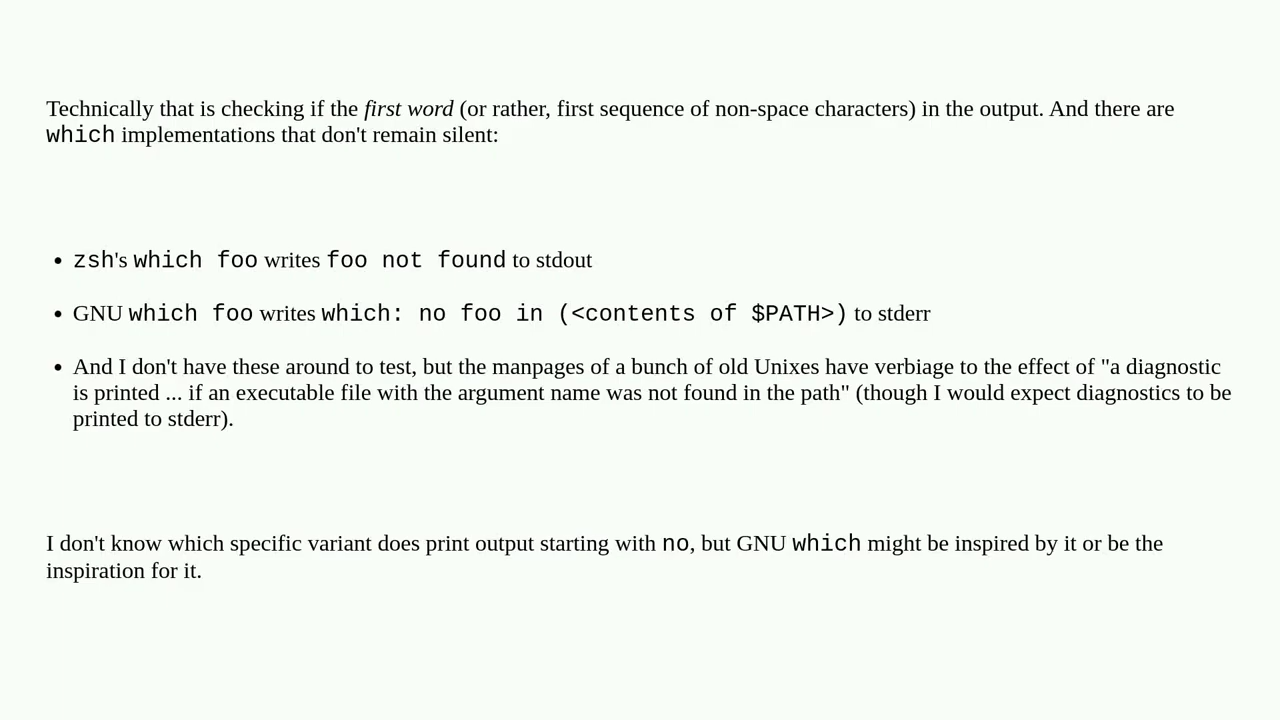 Technically that is checking if the first word (or rather, first sequence of non-space characters) in the output. And there are
which implementations that don't remain silent:
• zsh's which foo writes foo not found to stdout
• GNU which foo writes which: no foo in (<contents of $PATH>) to stderr
• And I don't have these around to test, but the manpages of a bunch of old Unixes have verbiage to the effect of "a diagnostic
is printed ... if an executable file with the argument name was not found in the path" (though I would expect diagnostics to be
printed to stderr).
I don't know which specific variant does print output starting with no, but GNU which might be inspired by it or be the
inspiration for it.